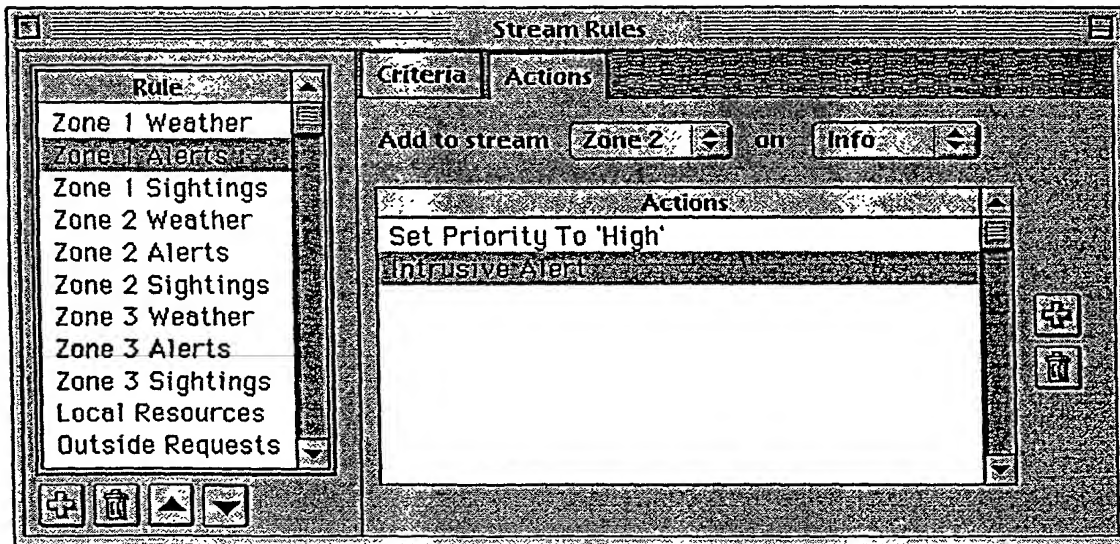 Stream Rules
Rule
Zone 1 Weather
Zone 1 Alerts
Zone 1 Sightings
Zone 2 Weather
Zone 2 Alerts
Zone 2 Sightings
Zone 3 Weather
Zone 3 Alerts
Zone 3 Sightings
Local Resources
Outside Requests
Criteria
Actions
Add to stream Zone 2 on Info
Actions
Set Priority To 'High'
Intrusive Alert